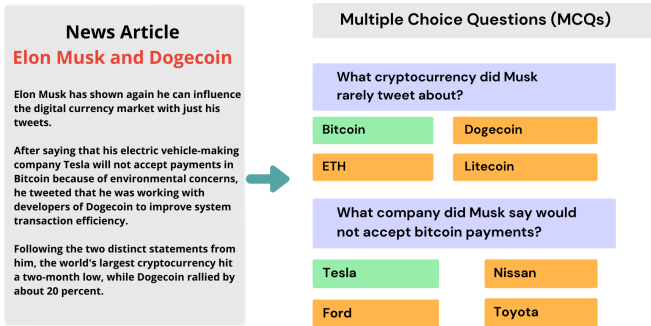 News Article
Elon Musk and Dogecoin
Elon Musk has shown again he can influence
the digital currency market with just his
tweets.
After saying that his electric vehicle-making
company Tesla will not accept payments in
Bitcoin because of environmental concerns,
he tweeted that he was working with
developers of Dogecoin to improve system
transaction efficiency.
Following the two distinct statements from
him, the world's largest cryptocurrency hit
a two-month low, while Dogecoin rallied by
about 20 percent.
Multiple Choice Questions (MCQs)
What cryptocurrency did Musk
rarely tweet about?
Bitcoin
Dogecoin
ETH
Litecoin
What company did Musk say would
not accept bitcoin payments?
Tesla
Nissan
Ford
Toyota